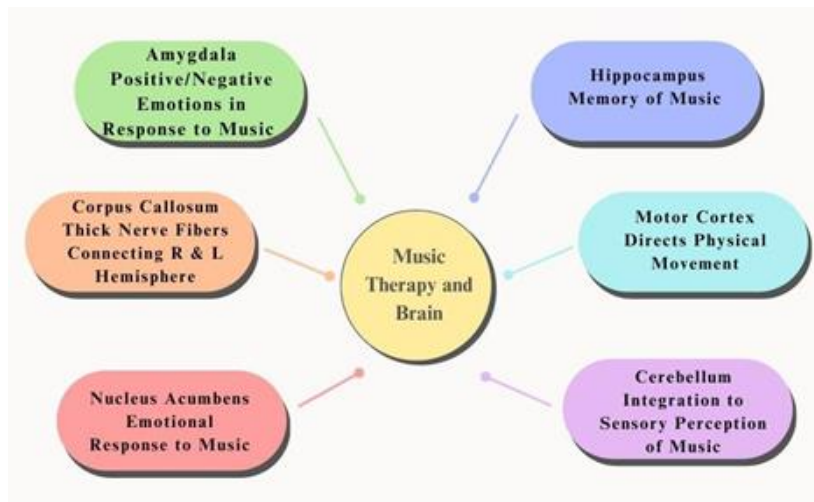 Amygdala
Positive/Negative
Emotions in
Response to Music
Hippocampus
Memory of Music
Corpus Callosum
Thick Nerve Fibers
Connecting R & L
Hemisphere
Music
Therapy and
Brain
Motor Cortex
Directs Physical
Movement
Nucleus Acumbens
Emotional
Response to Music
Cerebellum
Integration to
Sensory Perception
of Music